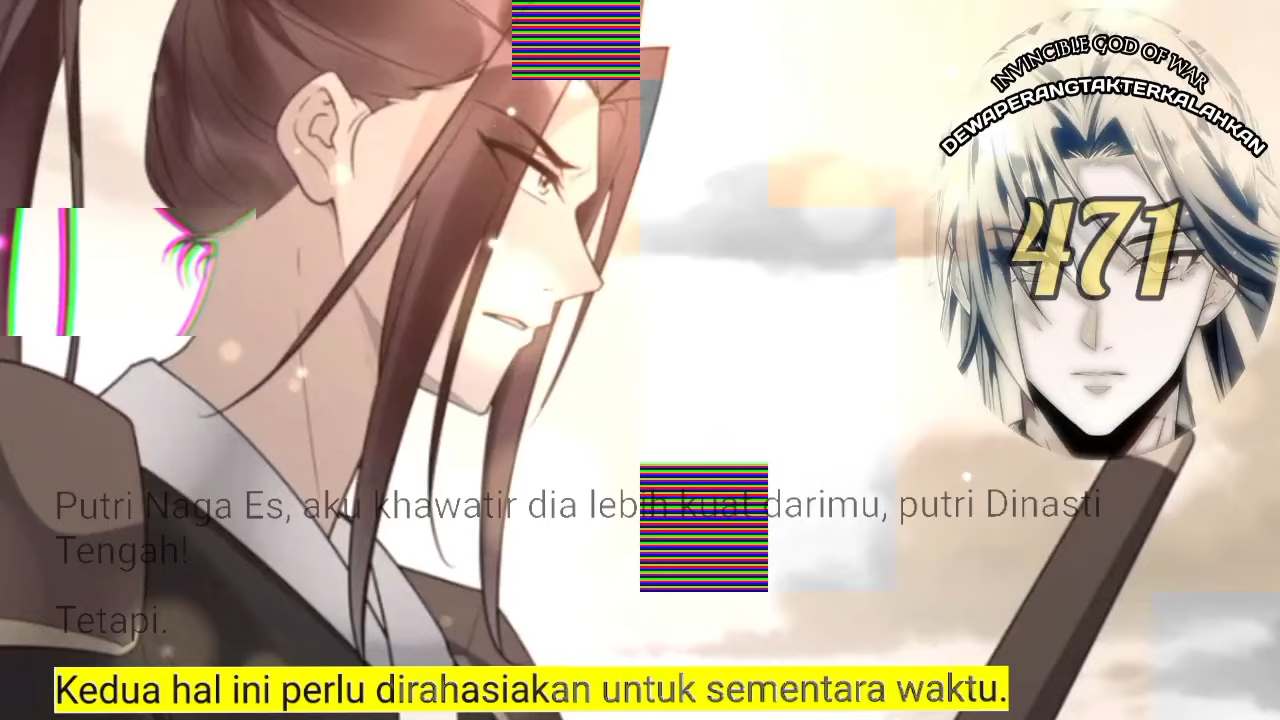 INVINCIBLE GOD OF WAR
DEWAPERANGTAKTERKALAHKAN
471
Putri Naga Es, aku khawatir dia lebih kuat darimu, putri Dinasti
Tengah!
Tetapi.
Kedua hal ini perlu dirahasiakan untuk sementara waktu.